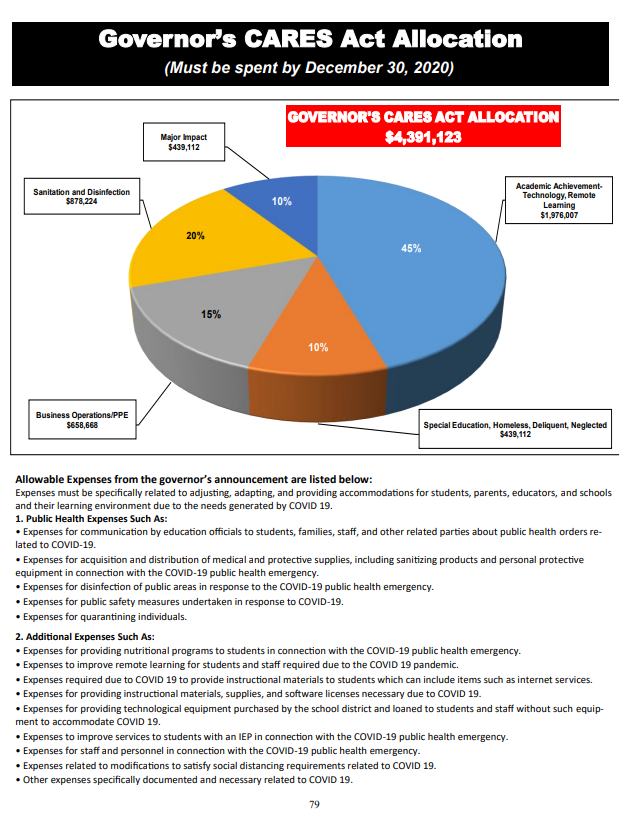 Governor's CARES Act Allocation
(Must be spent by December 30, 2020)
GOVERNOR'S CARES ACT ALLOCATION
$4,391,123
Major Impact
$439,112
Sanitation and Disinfection
$878,224
Academic Achievement-
Technology, Remote
Learning
$1,976,007
10%
20%
45%
15%
10%
Business Operations/PPE
$658,668
Special Education, Homeless, Deliquent, Neglected
$439,112
Allowable Expenses from the governor's announcement are listed below:
Expenses must be specifically related to adjusting, adapting, and providing accommodations for students, parents, educators, and schools
and their learning environment due to the needs generated by COVID 19.
1. Public Health Expenses Such As:
• Expenses for communication by education officials to students, families, staff, and other related parties about public health orders re-
lated to COVID-19.
• Expenses for acquisition and distribution of medical and protective supplies, including sanitizing products and personal protective
equipment in connection with the COVID-19 public health emergency.
• Expenses for disinfection of public areas in response to the COVID-19 public health emergency.
• Expenses for public safety measures undertaken in response to COVID-19.
• Expenses for quarantining individuals.
2. Additional Expenses Such As:
• Expenses for providing nutritional programs to students in connection with the COVID-19 public health emergency.
• Expenses to improve remote learning for students and staff required due to the COVID 19 pandemic.
• Expenses required due to COVID 19 to provide instructional materials to students which can include items such as internet services.
• Expenses for providing instructional materials, supplies, and software licenses necessary due to COVID 19.
• Expenses for providing technological equipment purchased by the school district and loaned to students and staff without such equip-
ment to accommodate COVID 19.
• Expenses to improve services to students with an IEP in connection with the COVID-19 public health emergency.
• Expenses for staff and personnel in connection with the COVID-19 public health emergency.
• Expenses related to modifications to satisfy social distancing requirements related to COVID 19.
• Other expenses specifically documented and necessary related to COVID 19.
79